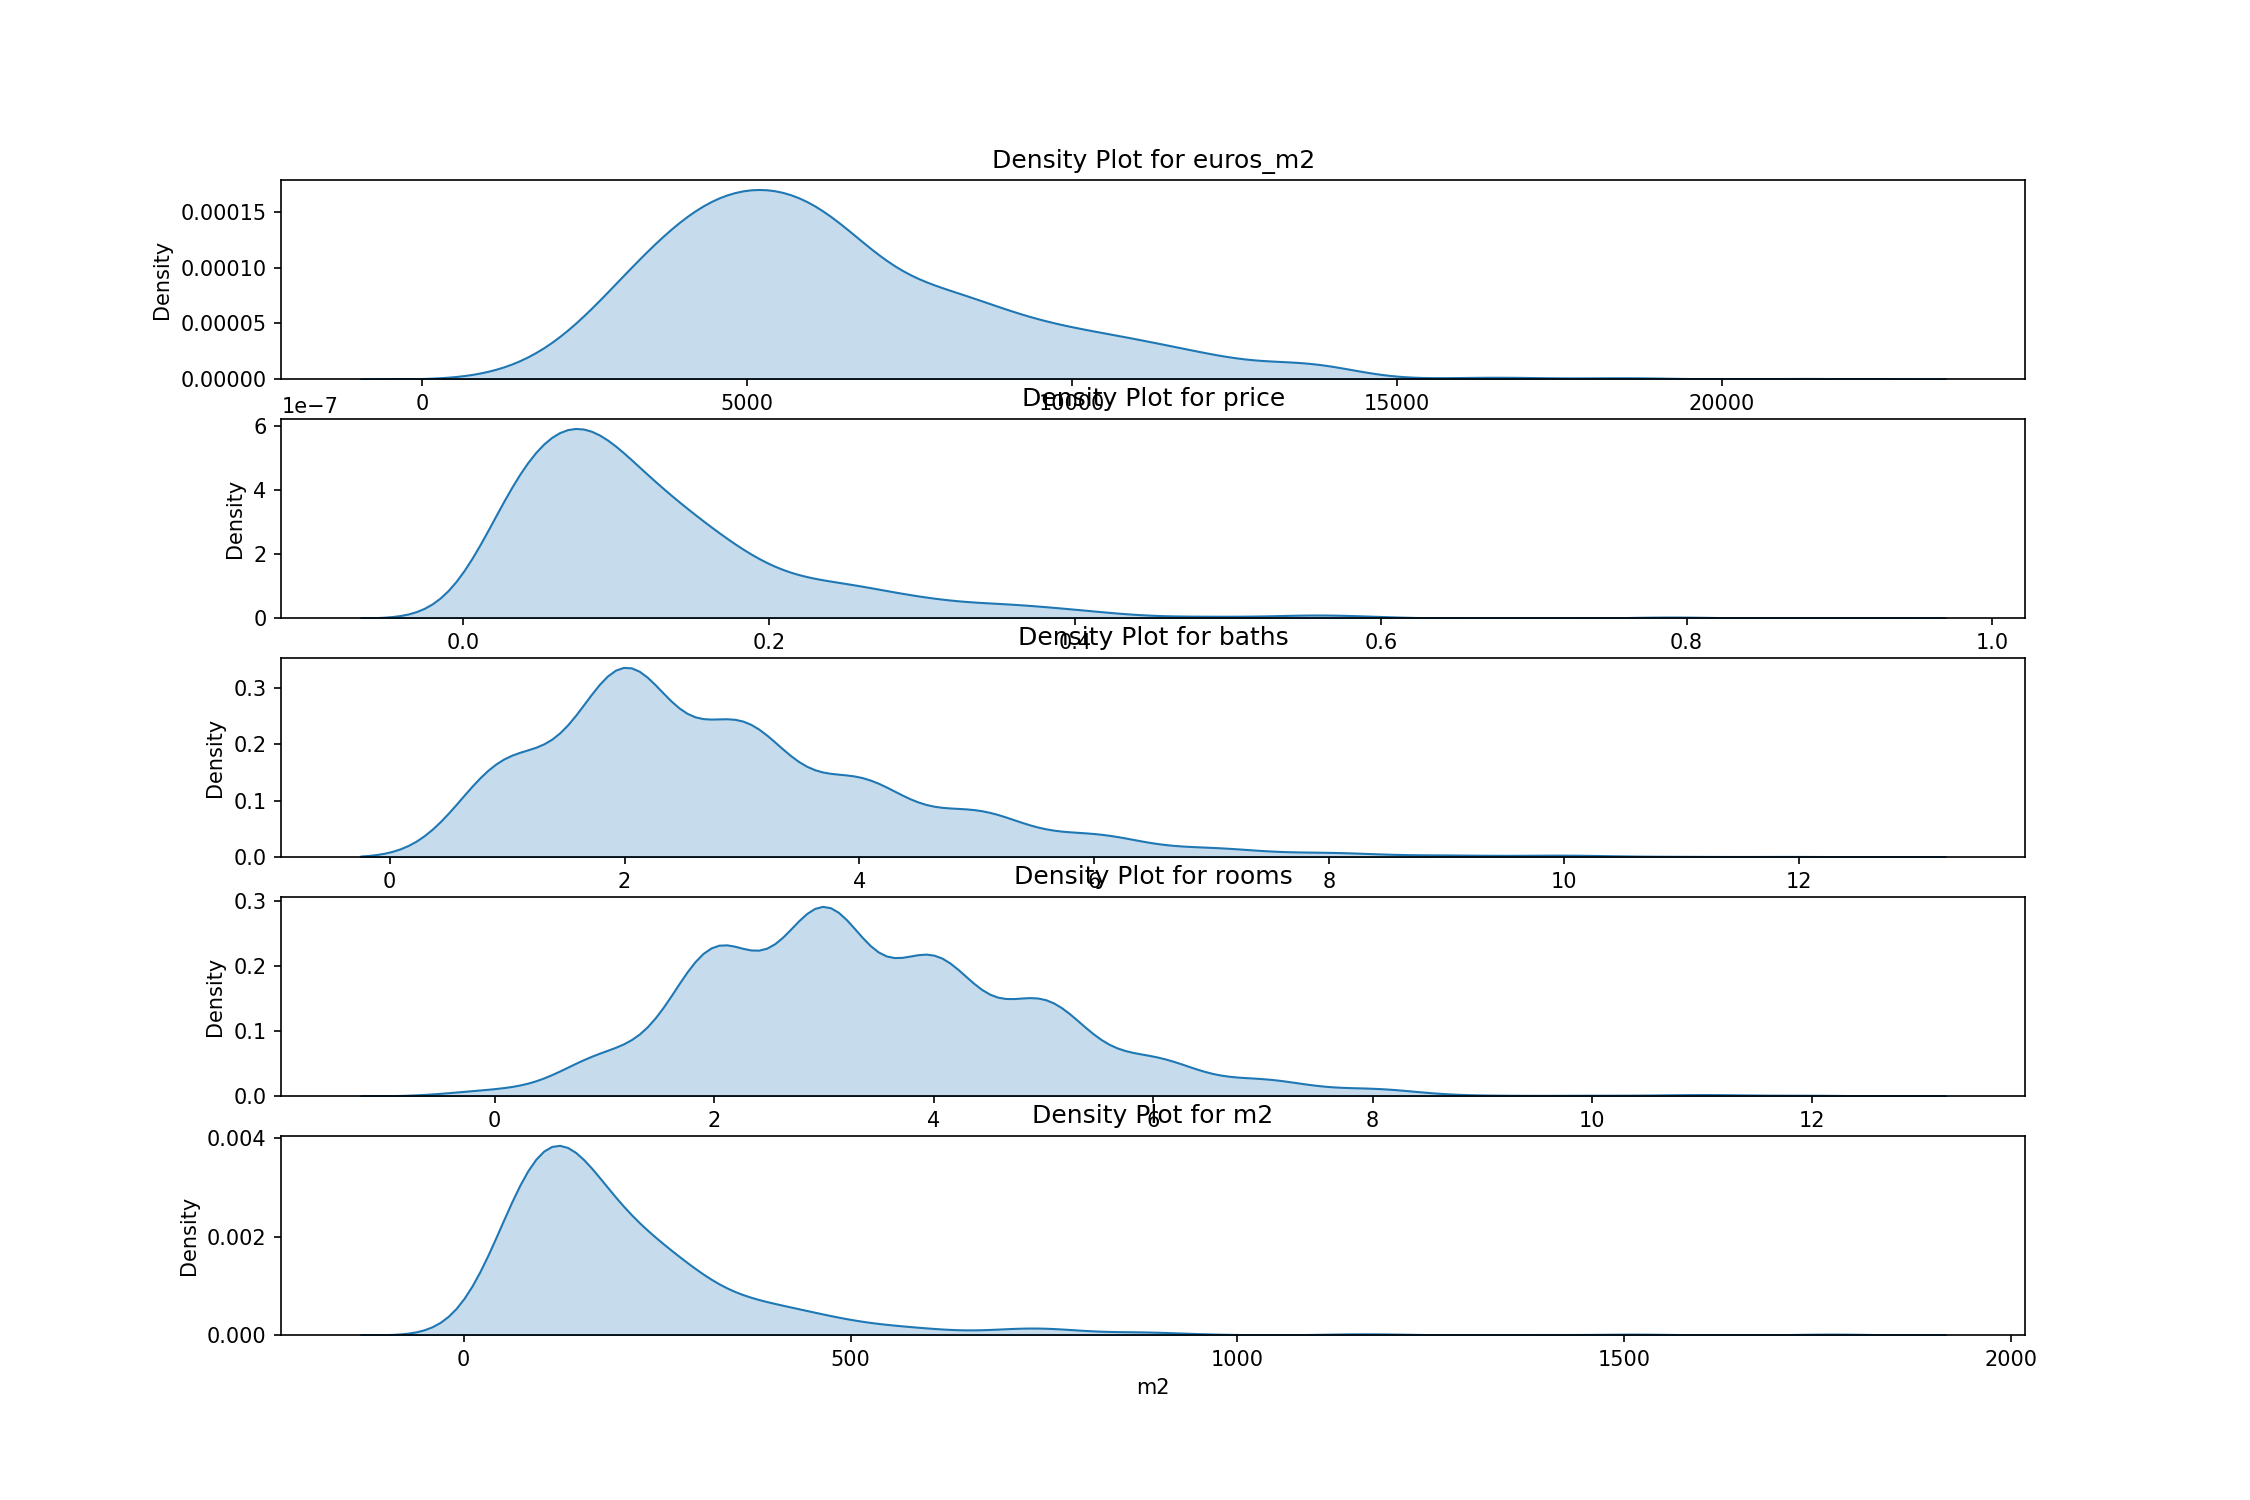 Density Plot for euros_m2
0.00015
0.00010
0.00005
0.00000
Density
0 5000 10000 15000 20000
Density Plot for price
1e−7
6
4
2
0
Density
0.0 0.2 0.4 0.6 0.8 1.0
Density Plot for baths
0.3
0.2
0.1
0.0
Density
0 2 4 6 8 10 12
Density Plot for rooms
0.3
0.2
0.1
0.0
Density
0 2 4 6 8 10 12
Density Plot for m2
0.004
0.002
0.000
Density
0 500 1000 1500 2000
m2